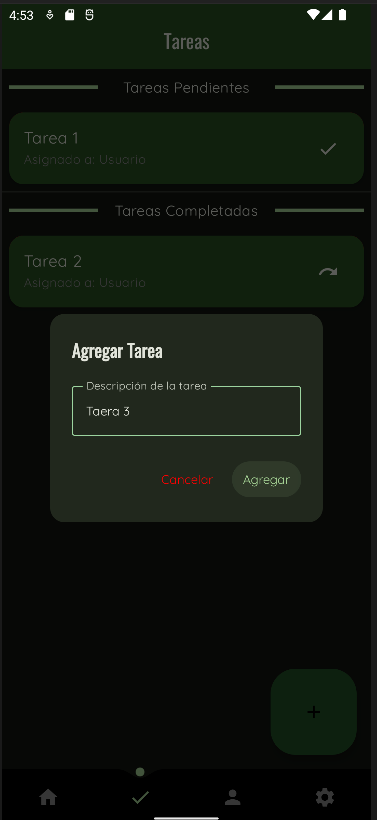 4:53
Tareas
Tareas Pendientes
Tarea 1
Asignado a: Usuario
Tareas Completadas
Tarea 2
Asignado a: Usuario
Agregar Tarea
Descripción de la tarea
Taera 3
Cancelar Agregar
+